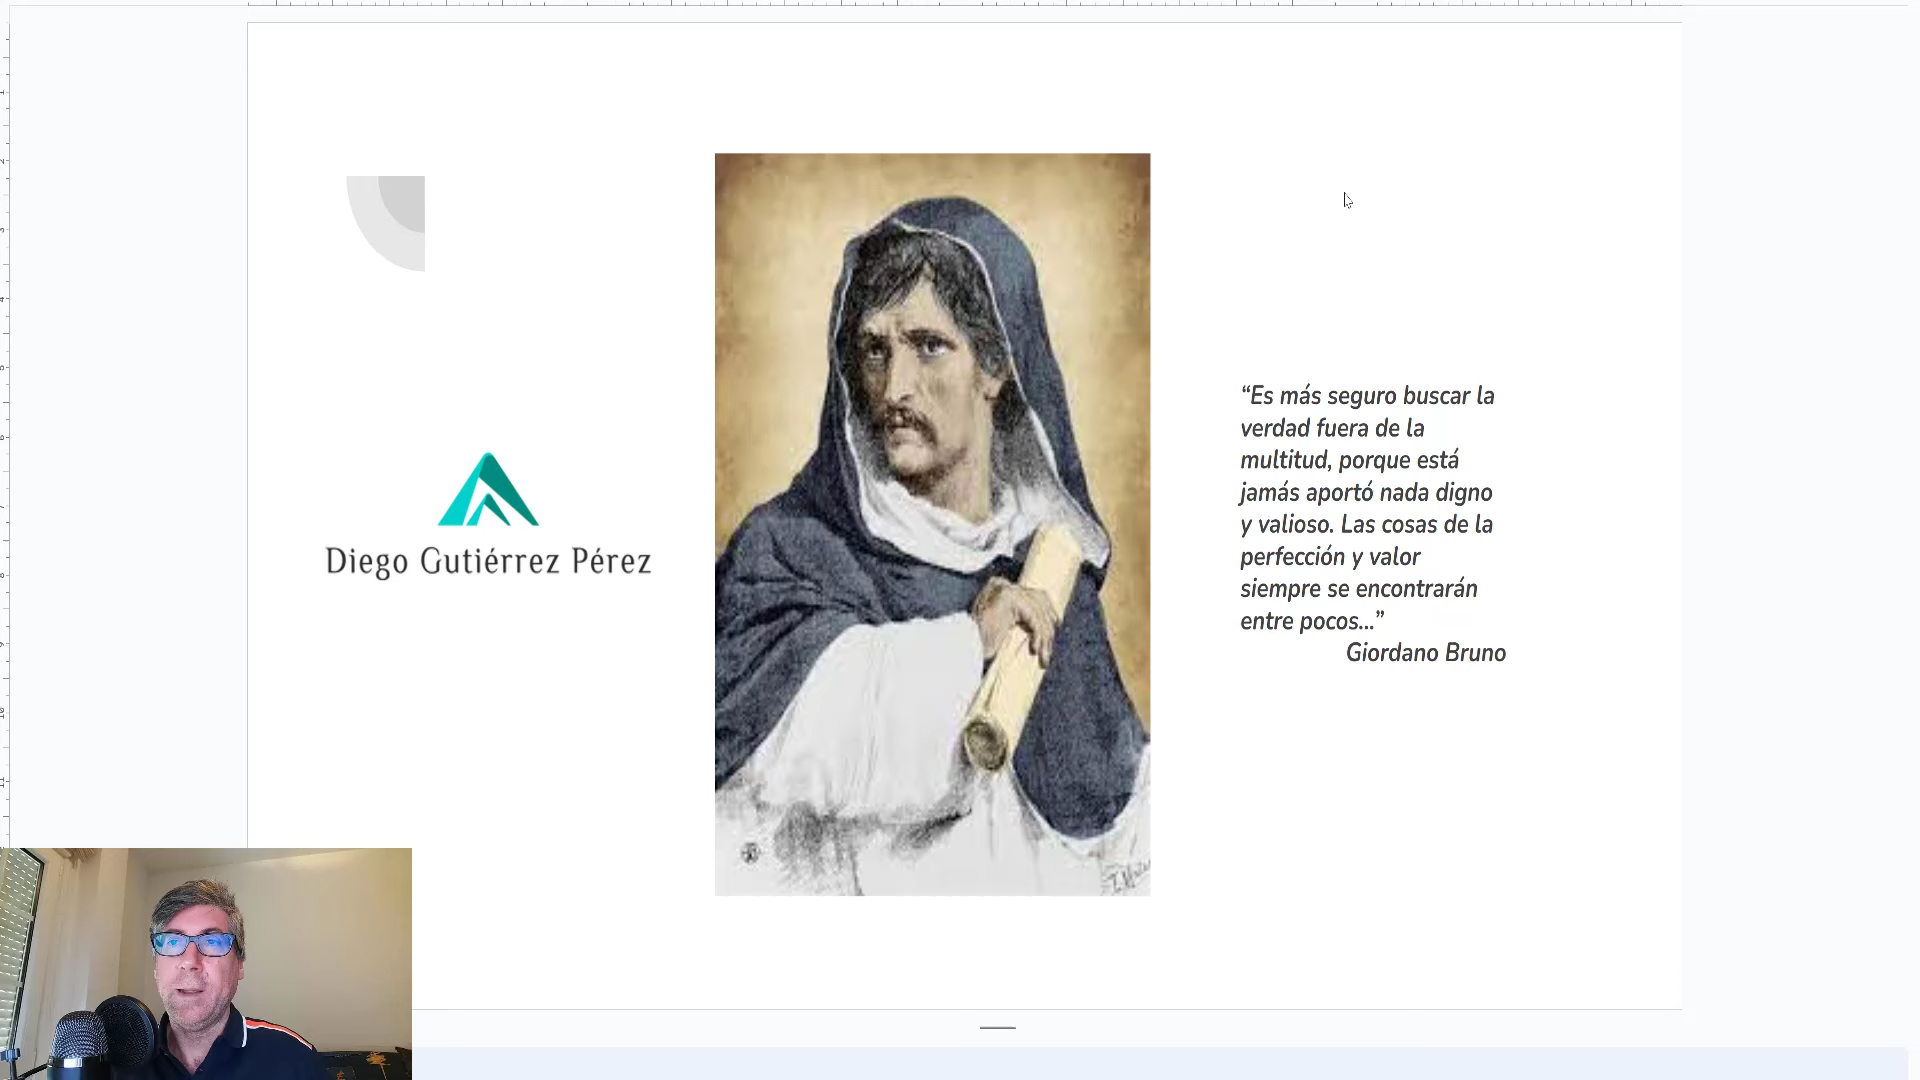 Diego Gutiérrez Pérez
“Es más seguro buscar la
verdad fuera de la
multitud, porque está
jamás aportó nada digno
y valioso. Las cosas de la
perfección y valor
siempre se encontrarán
entre pocos...”
Giordano Bruno